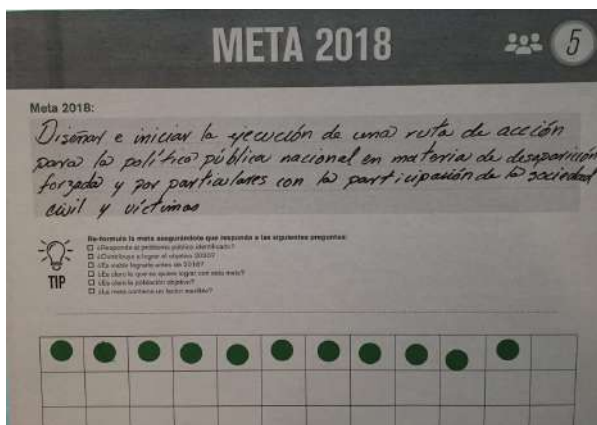 META 2018
5
Meta 2018:
Diseñar e iniciar la ejecución de una ruta de acción
para la política pública nacional en materia de desaparición
forzada y por particulares con la participación de la sociedad
civil y víctimas
Re-formula la meta asegurándote que responda a las siguientes preguntas:
¿Responde al problema público identificado?
¿Contribuye a lograr el objetivo 2030?
¿Es viable lograrla antes de 2018?
¿Es claro lo que se quiere lograr con esta meta?
¿Es clara la población objetivo?
TIP